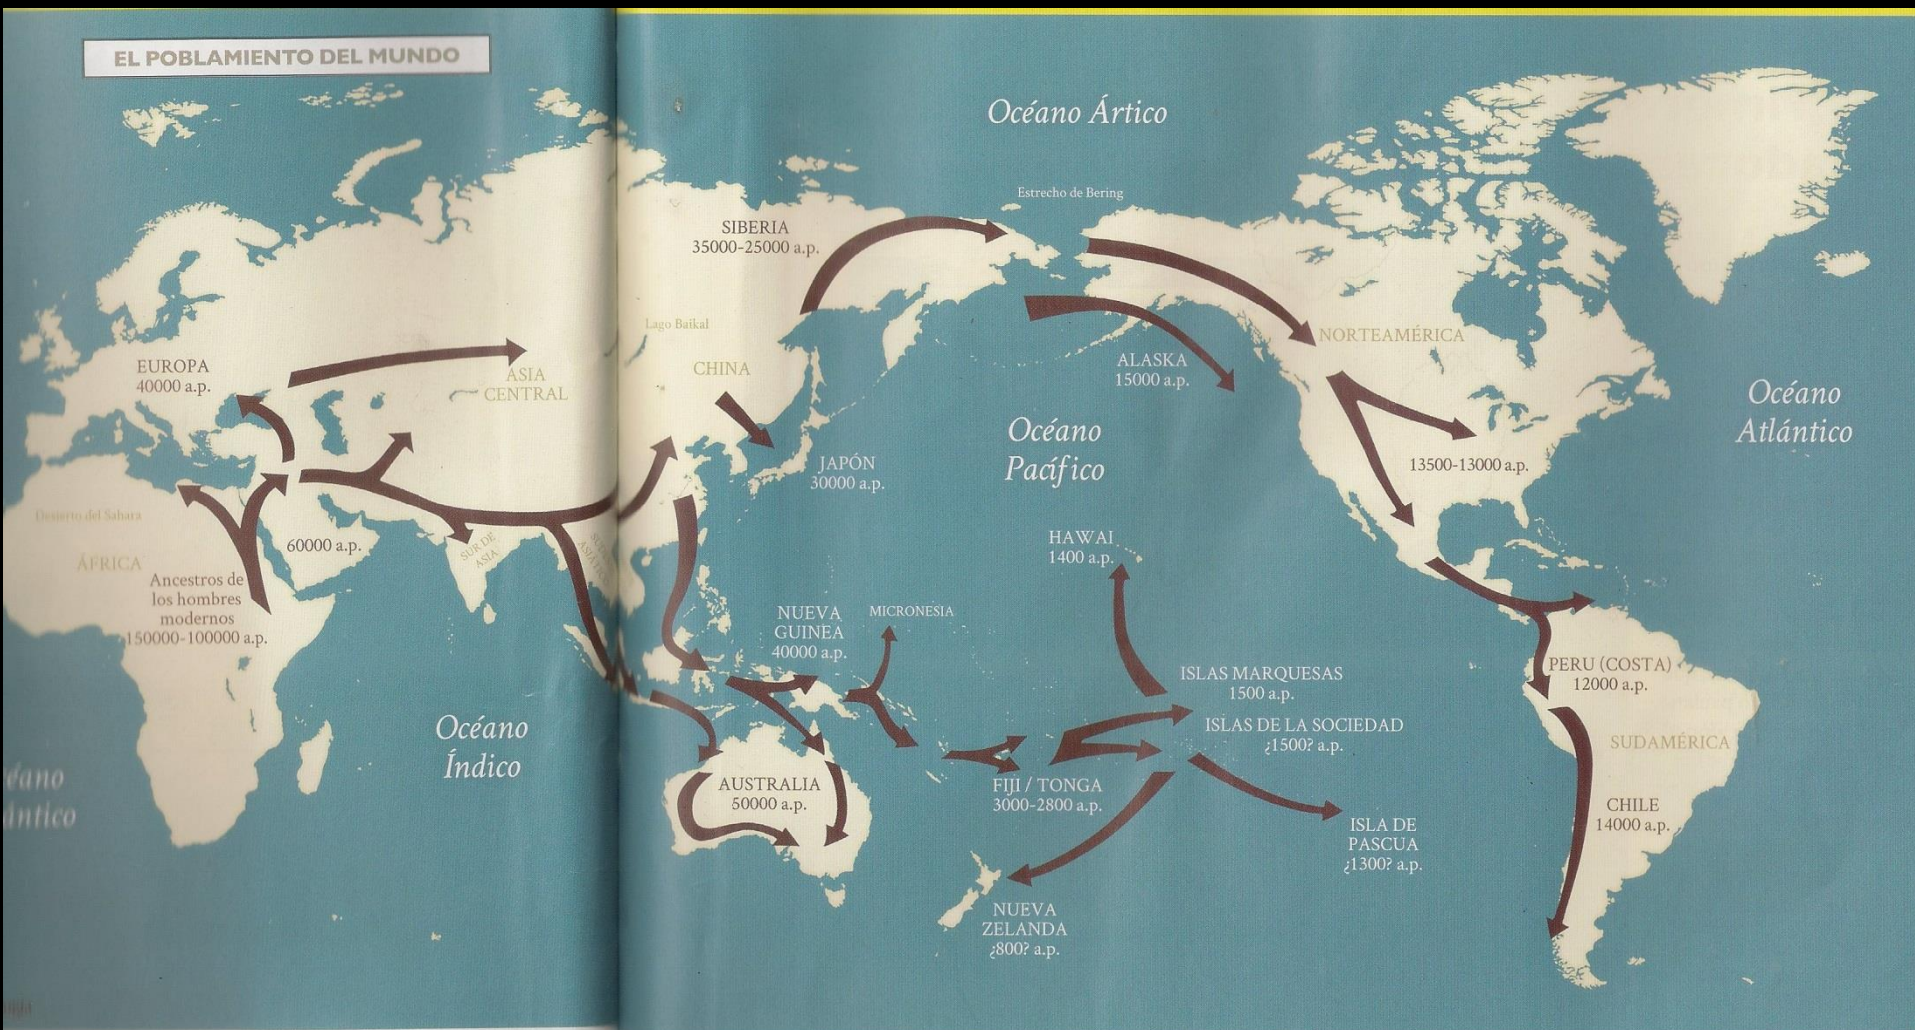 EL POBLAMIENTO DEL MUNDO
Océano Ártico
Estrecho de Bering
SIBERIA
35000-25000 a.p.
Lago Baikal
CHINA
NORTEAMÉRICA
EUROPA
40000 a.p.
ASIA
CENTRAL
ALASKA
15000 a.p.
Océano
Atlántico
Océano
Pacífico
JAPÓN
30000 a.p.
13500-13000 a.p.
Desierto del Sahara
ÁFRICA
60000 a.p.
SUR DE
ASIA
HAWAI
1400 a.p.
Ancestros de
los hombres
modernos
150000-100000 a.p.
NUEVA
GUINEA
40000 a.p.
MICRONESIA
ISLAS MARQUESAS
1500 a.p.
PERU (COSTA)
12000 a.p.
ISLAS DE LA SOCIEDAD
¿1500? a.p.
Océano
Índico
SUDAMÉRICA
AUSTRALIA
50000 a.p.
FIJI / TONGA
3000-2800 a.p.
CHILE
14000 a.p.
ISLA DE
PASCUA
¿1300? a.p.
NUEVA
ZELANDA
¿800? a.p.